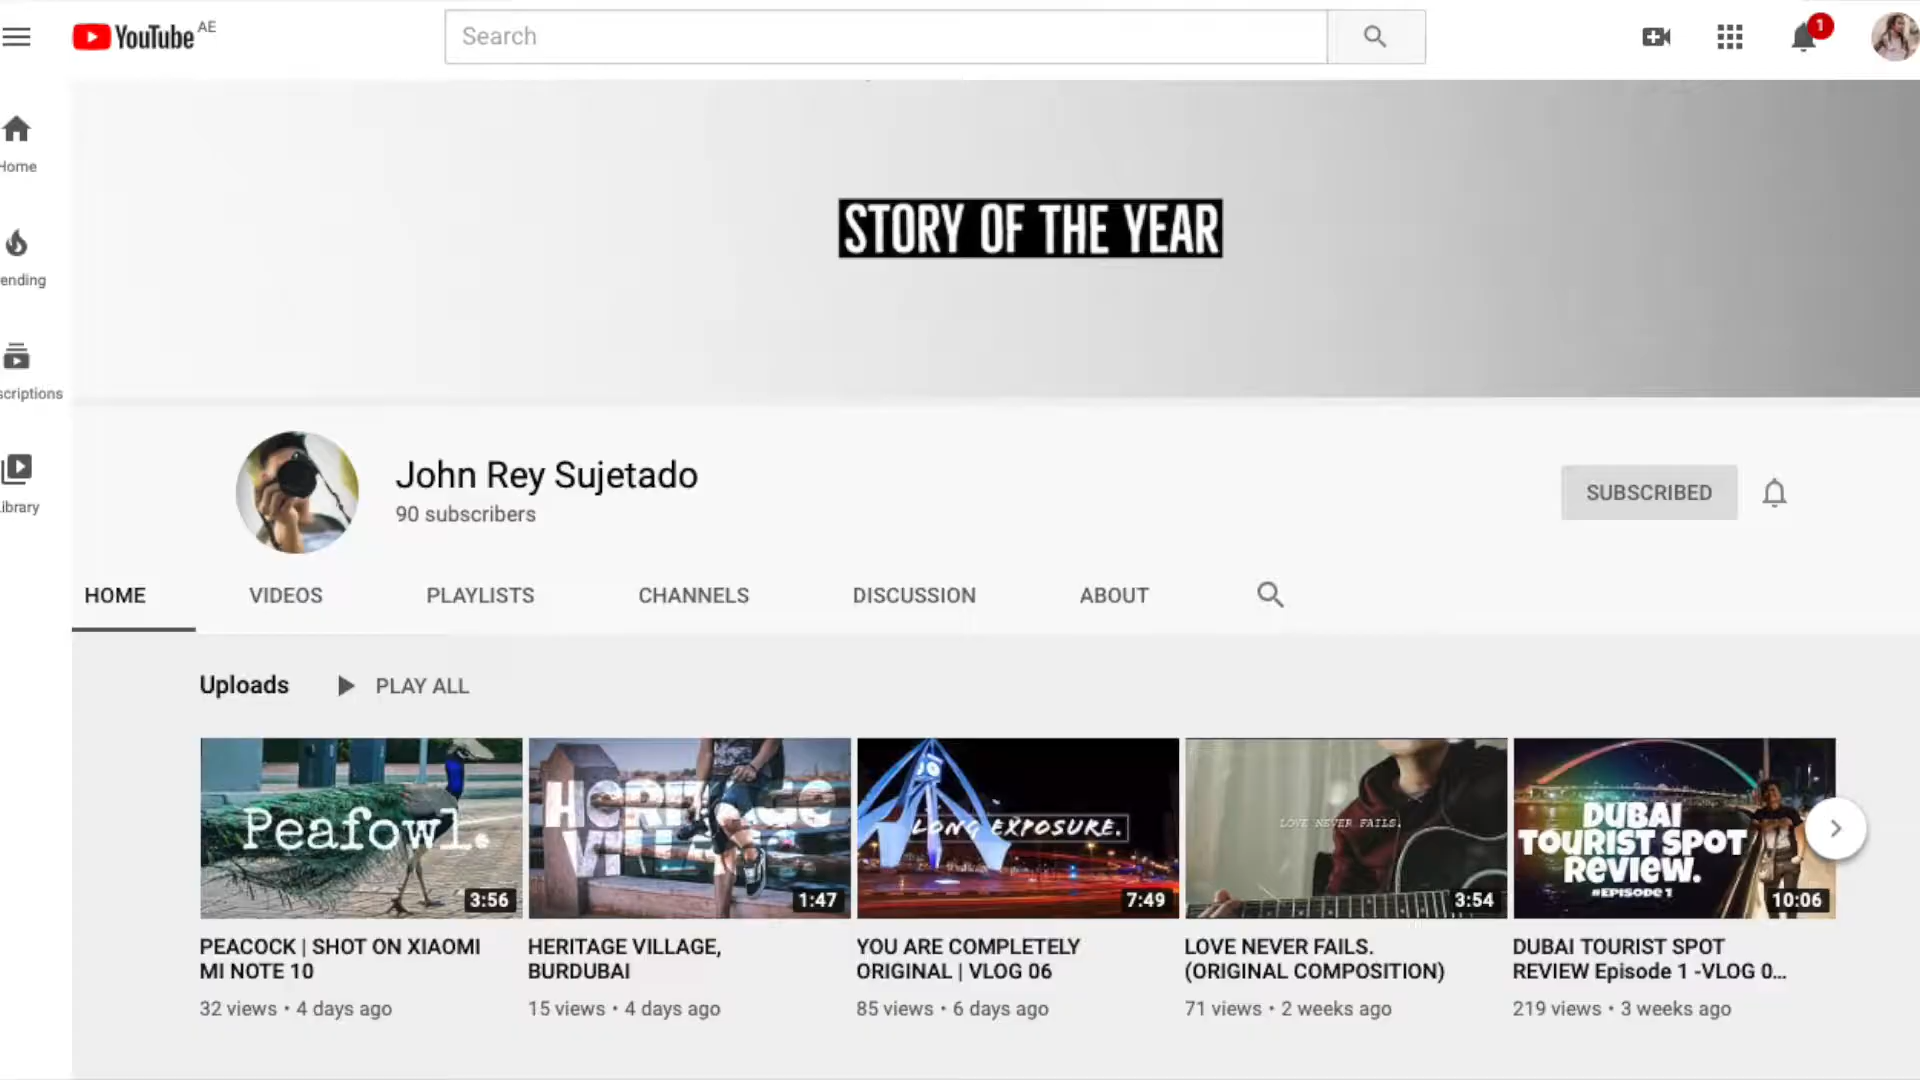 YouTube AE
Search
1
Home
ending
scriptions
ibrary
STORY OF THE YEAR
John Rey Sujetado
90 subscribers
SUBSCRIBED
HOME
VIDEOS
PLAYLISTS
CHANNELS
DISCUSSION
ABOUT
Uploads
PLAY ALL
Peafowl.
3:56
HERITAGE
VILLAGE
1:47
LONG EXPOSURE.
7:49
LOVE NEVER FAILS.
3:54
DUBAI
TOURIST SPOT
REVIEW.
#EPISODE 1
10:06
PEACOCK | SHOT ON XIAOMI
MI NOTE 10
32 views • 4 days ago
HERITAGE VILLAGE,
BURDUBAI
15 views • 4 days ago
YOU ARE COMPLETELY
ORIGINAL | VLOG 06
85 views • 6 days ago
LOVE NEVER FAILS.
(ORIGINAL COMPOSITION)
71 views • 2 weeks ago
DUBAI TOURIST SPOT
REVIEW Episode 1 -VLOG 0...
219 views • 3 weeks ago